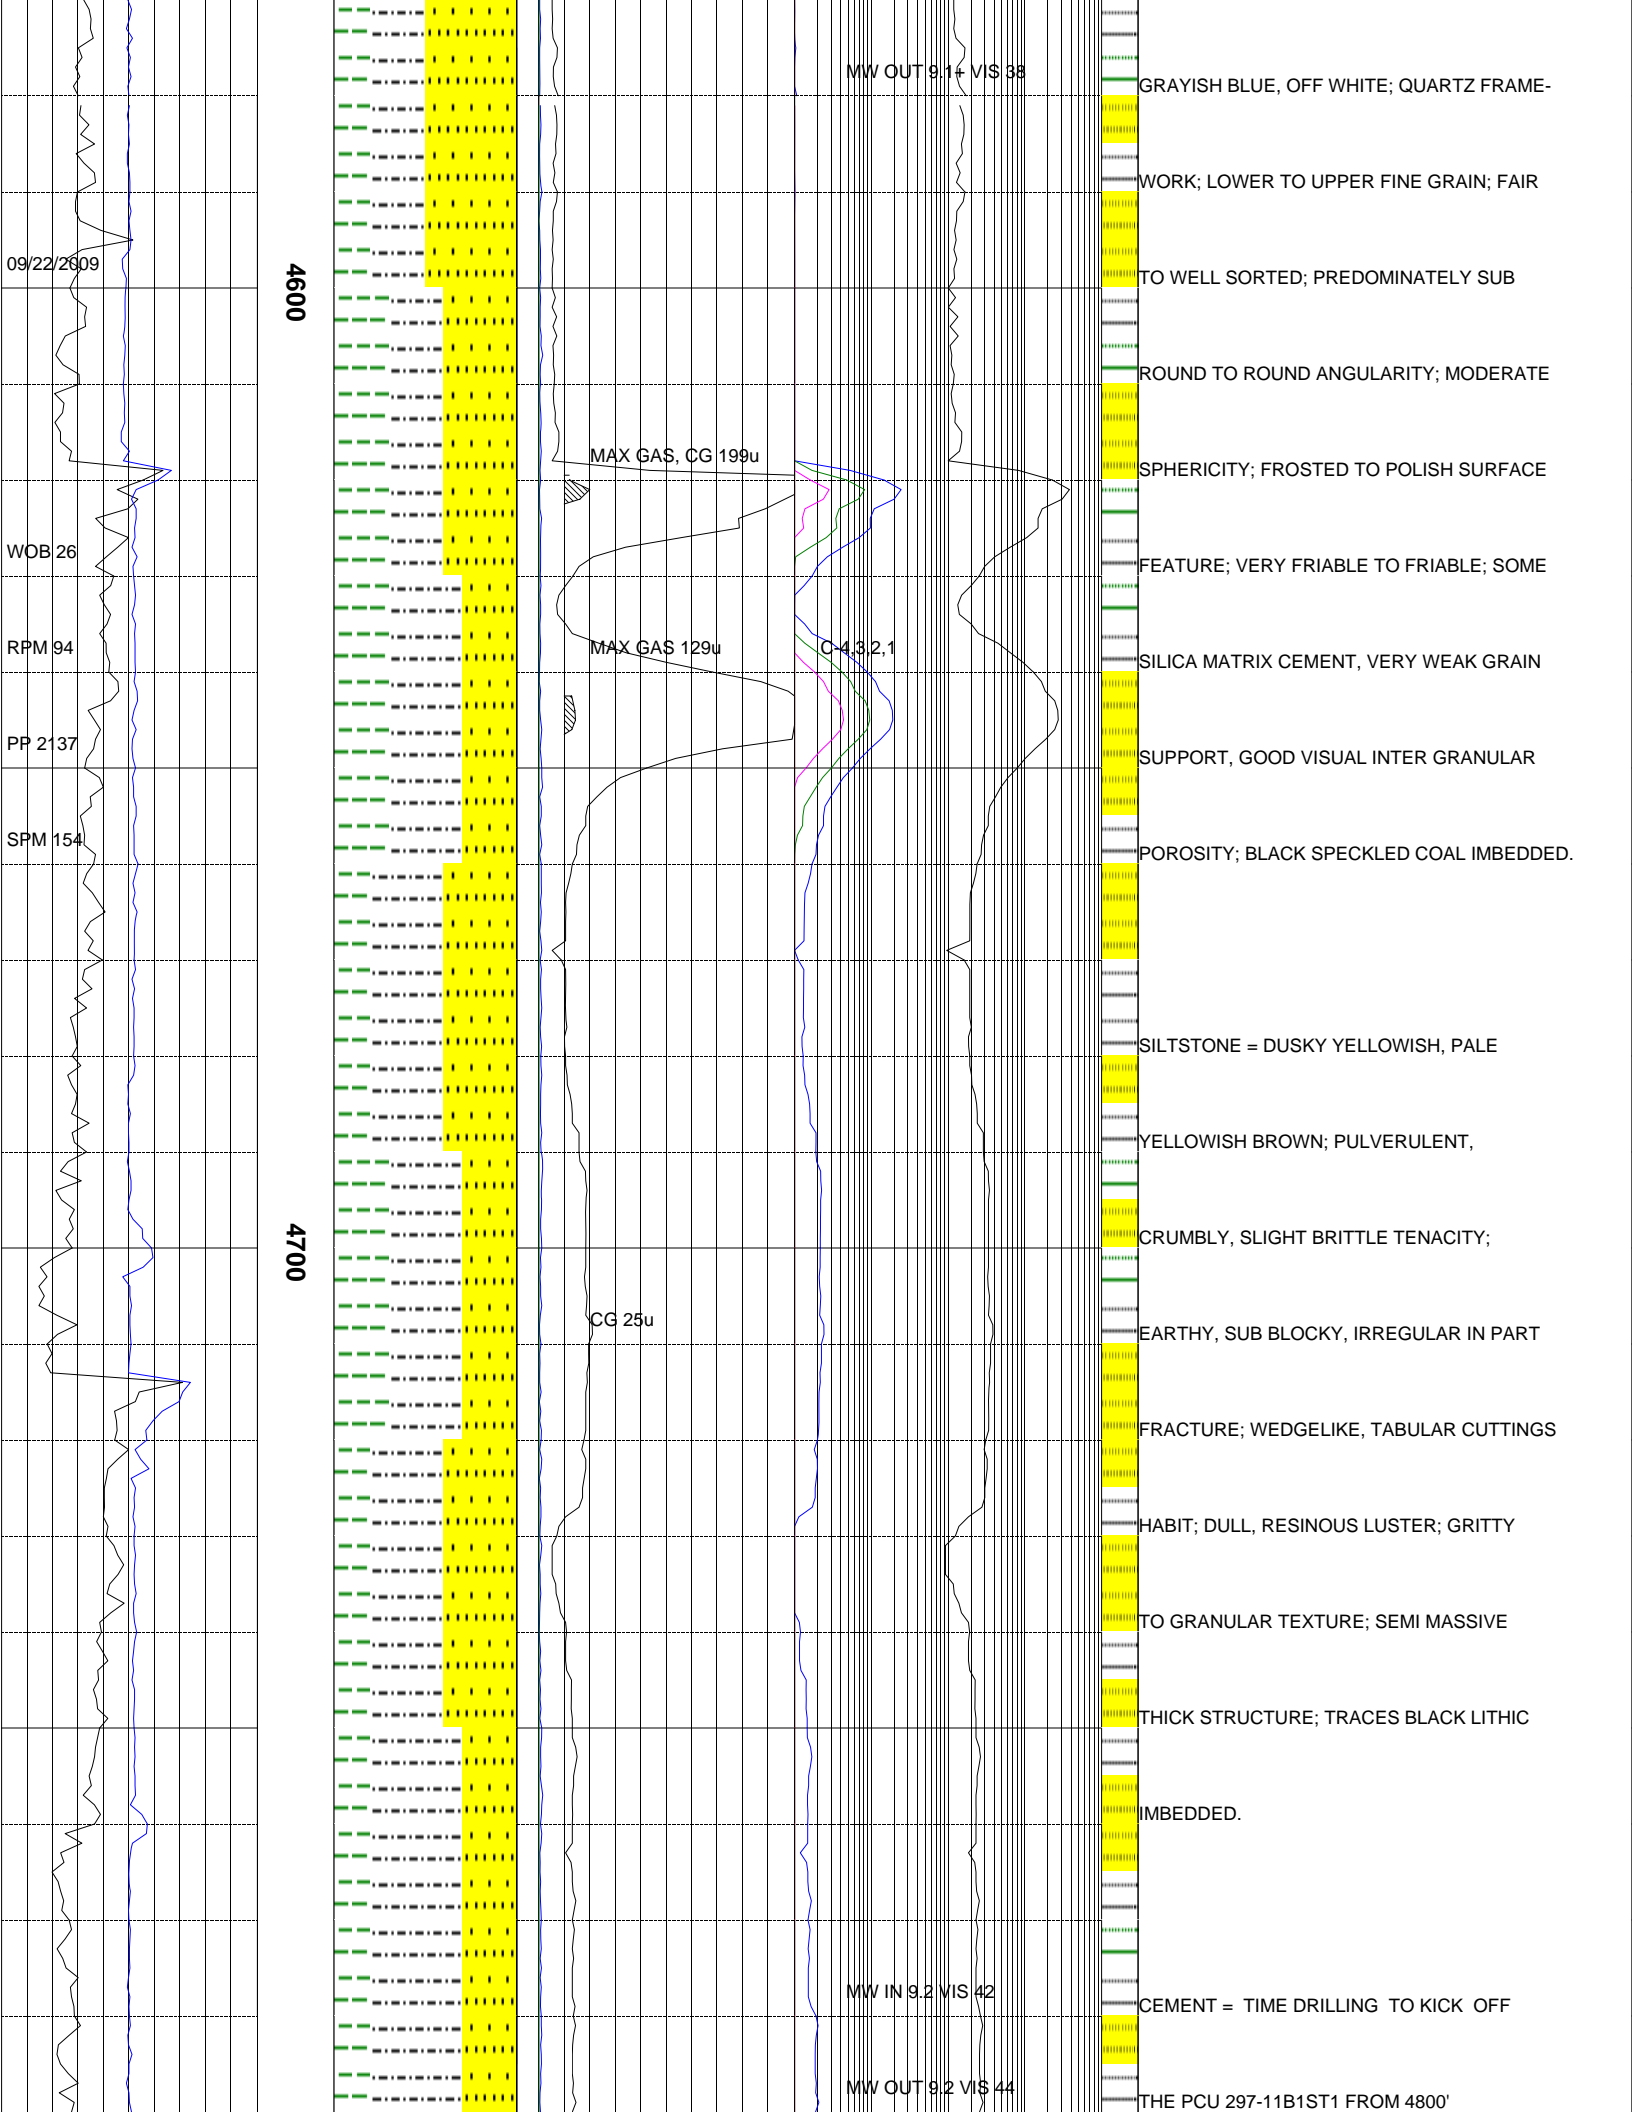 MW OUT 9.1+ VIS 38
GRAYISH BLUE, OFF WHITE; QUARTZ FRAME-
WORK; LOWER TO UPPER FINE GRAIN; FAIR
09/22/2009
4600
TO WELL SORTED; PREDOMINATELY SUB
ROUND TO ROUND ANGULARITY; MODERATE
MAX GAS, CG 199u
SPHERICITY; FROSTED TO POLISH SURFACE
WOB 26
FEATURE; VERY FRIABLE TO FRIABLE; SOME
RPM 94
MAX GAS 129u
C-4,3,2,1
SILICA MATRIX CEMENT, VERY WEAK GRAIN
PP 2137
SUPPORT, GOOD VISUAL INTER GRANULAR
SPM 154
POROSITY; BLACK SPECKLED COAL IMBEDDED.
SILTSTONE = DUSKY YELLOWISH, PALE
YELLOWISH BROWN; PULVERULENT,
4700
CRUMBLY, SLIGHT BRITTLE TENACITY;
CG 25u
EARTHY, SUB BLOCKY, IRREGULAR IN PART
FRACTURE; WEDGELIKE, TABULAR CUTTINGS
HABIT; DULL, RESINOUS LUSTER; GRITTY
TO GRANULAR TEXTURE; SEMI MASSIVE
THICK STRUCTURE; TRACES BLACK LITHIC
IMBEDDED.
MW IN 9.2 VIS 42
CEMENT =  TIME DRILLING  TO KICK  OFF
MW OUT 9.2 VIS 44
THE PCU 297-11B1ST1 FROM 4800'